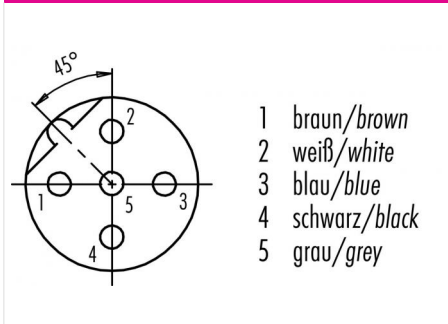 45°
2
1
5
3
4
1 braun/brown
2 weiß/white
3 blau/blue
4 schwarz/black
5 grau/grey